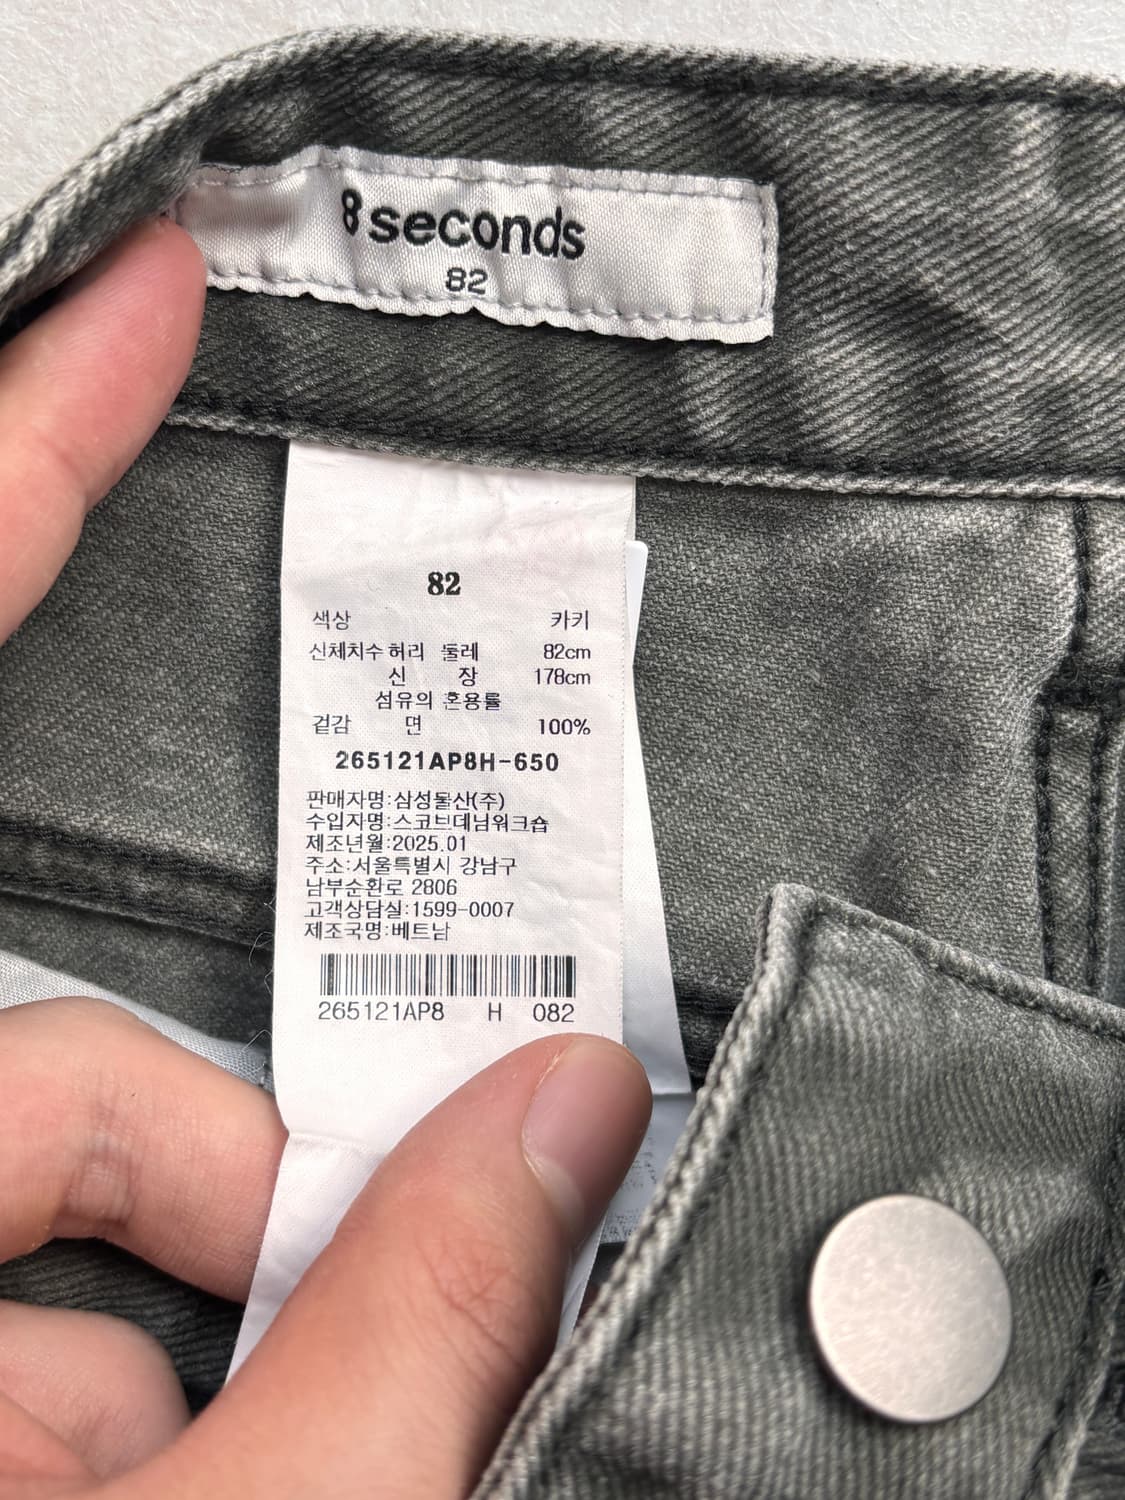 8 seconds
82
82
색상 카키
신체치수 허리 둘레 82cm
신 장 178cm
섬유의 혼용률
겉감 면 100%
265121AP8H-650
판매자명:삼성물산(주)
수입자명:스코브데님워크숍
제조년월:2025.01
주소:서울특별시 강남구
남부순환로 2806
고객상담실:1599-0007
제조국명:베트남
265121AP8 H 082